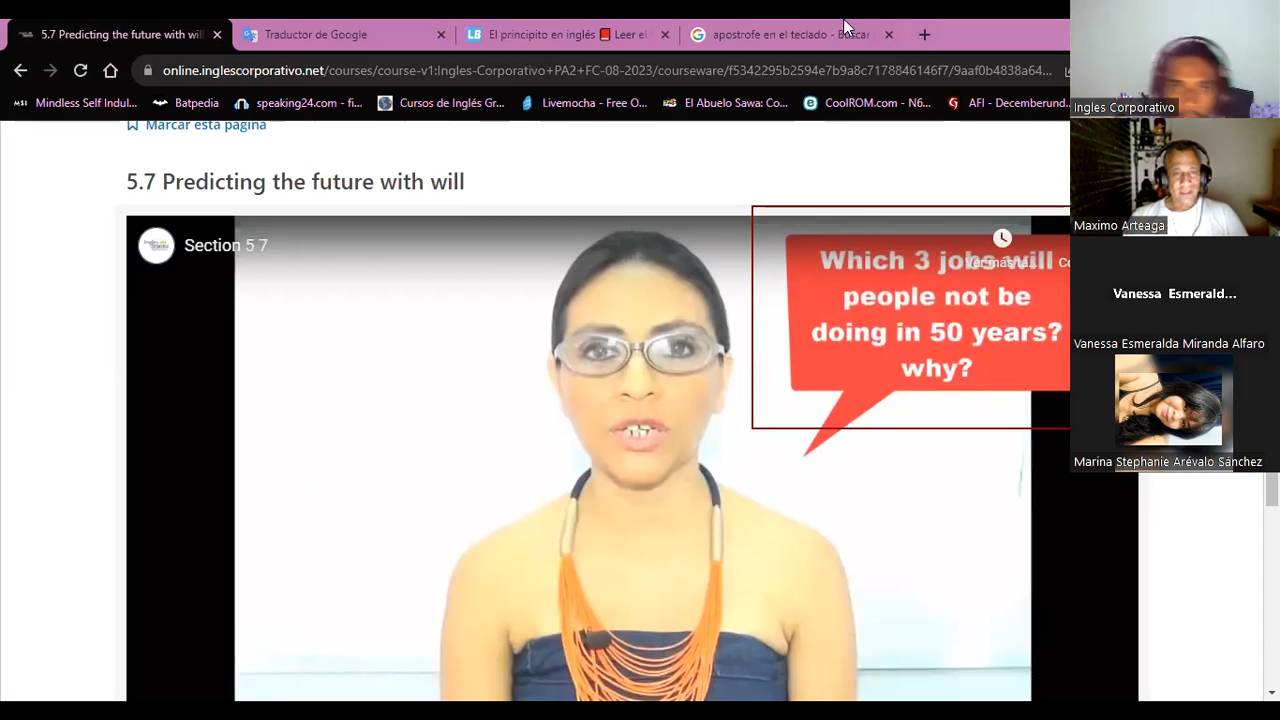 5.7 Predicting the future with will
Traductor de Google
El principito en inglés 📕 Leer el
apostrofe en el teclado - Buscar
online.inglescorporativo.net/courses/course-v1:Ingles-Corporativo+PA2+FC-08-2023/courseware/f5342295b2594e7b9a8c7178846146f7/9aaf0b4838a64...
Mindless Self Indul...
Batpedia
speaking24.com - fi...
Cursos de Inglés Gr...
Livemocha - Free O...
El Abuelo Sawa: Co...
CoolROM.com - N6...
AFI - Decemberund...
Marcar esta página
5.7 Predicting the future with will
Section 5 7
Which 3 jobs will
people not be
doing in 50 years?
why?
Ingles Corporativo
Maximo Arteaga
Vanessa Esmerald...
Vanessa Esmeralda Miranda Alfaro
Marina Stephanie Arévalo Sánchez